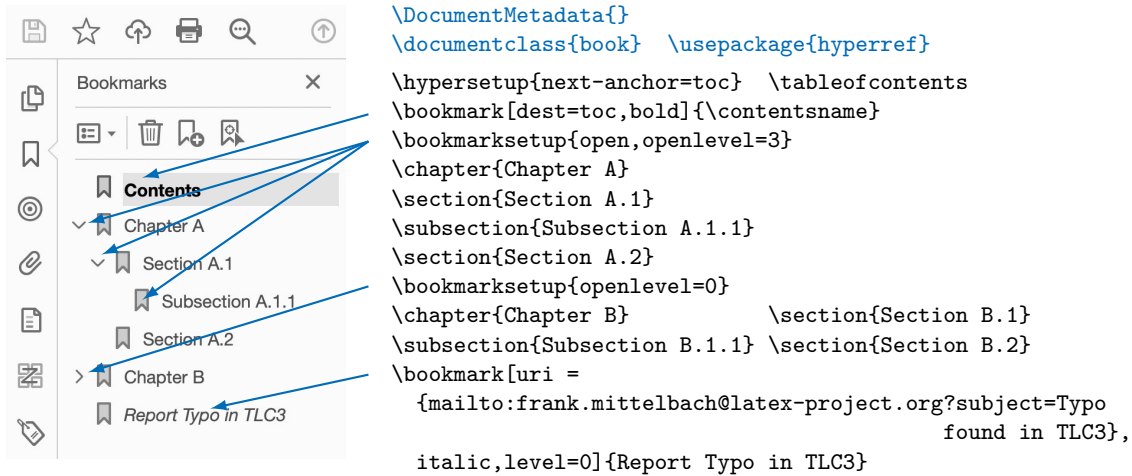 Bookmarks
Contents
Chapter A
Section A.1
Subsection A.1.1
Section A.2
Chapter B
Report Typo in TLC3
\DocumentMetadata{}
\documentclass{book} \usepackage{hyperref}
\hypersetup{next-anchor=toc} \tableofcontents
\bookmark[dest=toc,bold]{\contentsname}
\bookmarksetup{open,openlevel=3}
\chapter{Chapter A}
\section{Section A.1}
\subsection{Subsection A.1.1}
\section{Section A.2}
\bookmarksetup{openlevel=0}
\chapter{Chapter B} \section{Section B.1}
\subsection{Subsection B.1.1} \section{Section B.2}
\bookmark[uri =
{mailto:frank.mittelbach@latex-project.org?subject=Typo
found in TLC3},
italic,level=0]{Report Typo in TLC3}